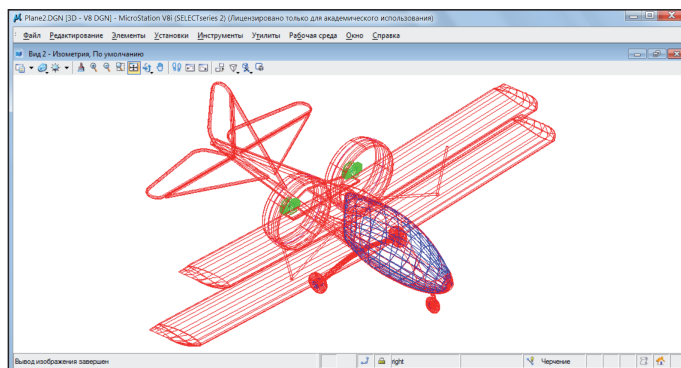 Plane2.DGN [3D - V8 DGN] - MicroStation V8i (SELECTseries 2) (Лицензировано только для академического использования)
Файл Редактирование Элементы Установки Инструменты Утилиты Рабочая среда Окно Справка
Вид 2 - Изометрия, По умолчанию
Вывод изображения завершен right Черчение